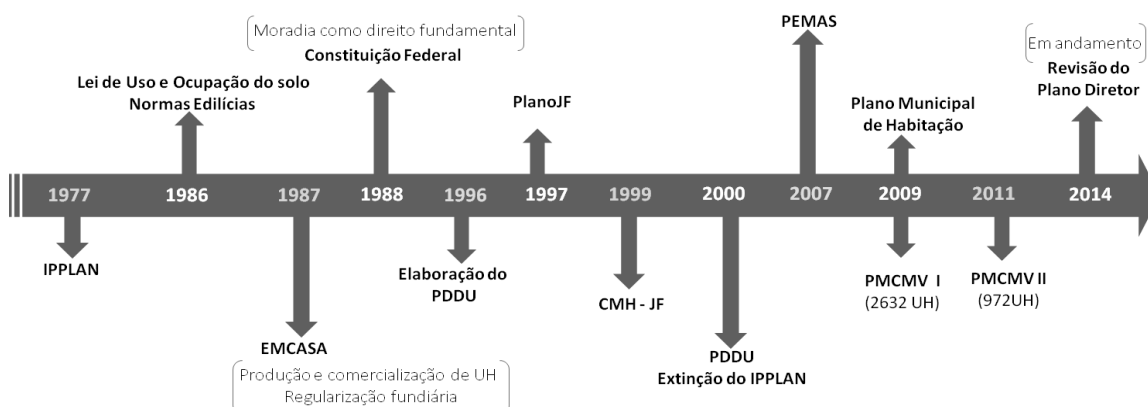 Moradia como direito fundamental
Constituição Federal
Lei de Uso e Ocupação do solo
Normas Edilícias
PlanoJF
PEMAS
Plano Municipal
de Habitação
Em andamento
Revisão do
Plano Diretor
1977 1986 1987 1988 1996 1997 1999 2000 2007 2009 2011 2014
IPPLAN
EMCASA
Produção e comercialização de UH
Regularização fundiária
Elaboração do
PDDU
CMH - JF
PDDU
Extinção do IPPLAN
PMCMV I
(2632 UH)
PMCMV II
(972UH)